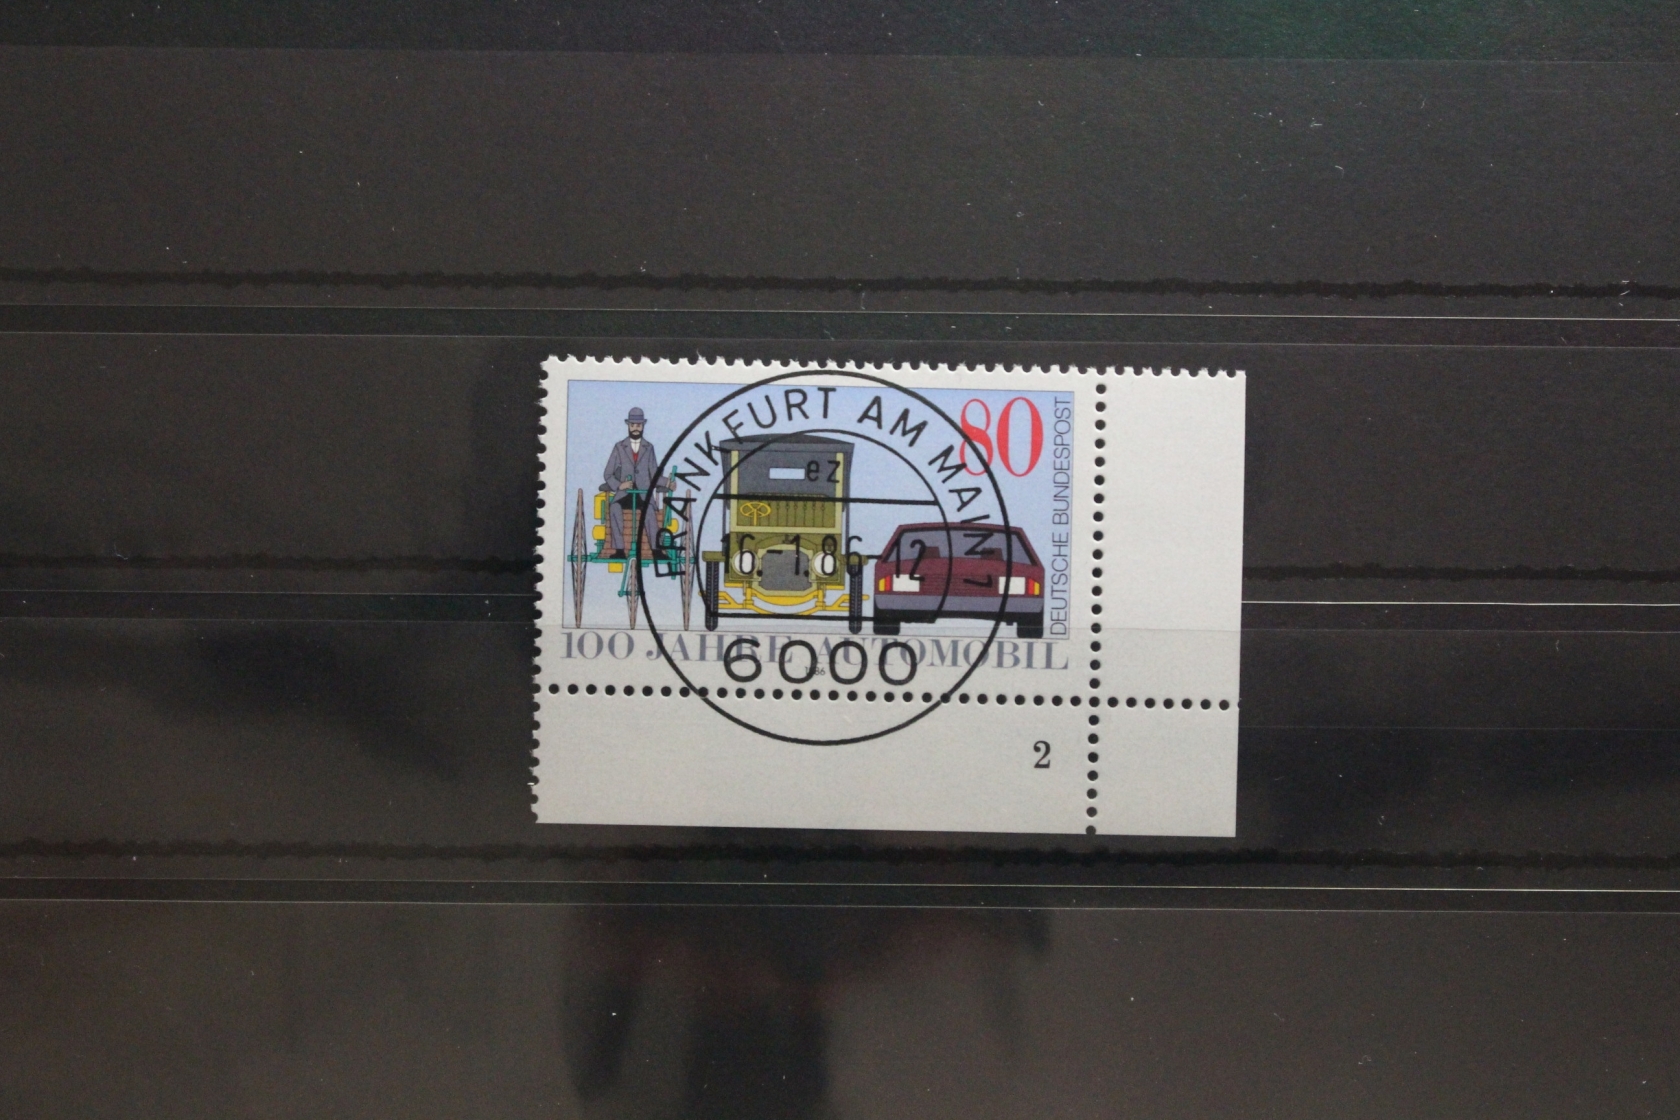 80
DEUTSCHE BUNDESPOST
100 JAHRE AUTOMOBIL
1986
FRANKFURT AM MAIN 1
ez
16.-1.86-12
6000
2